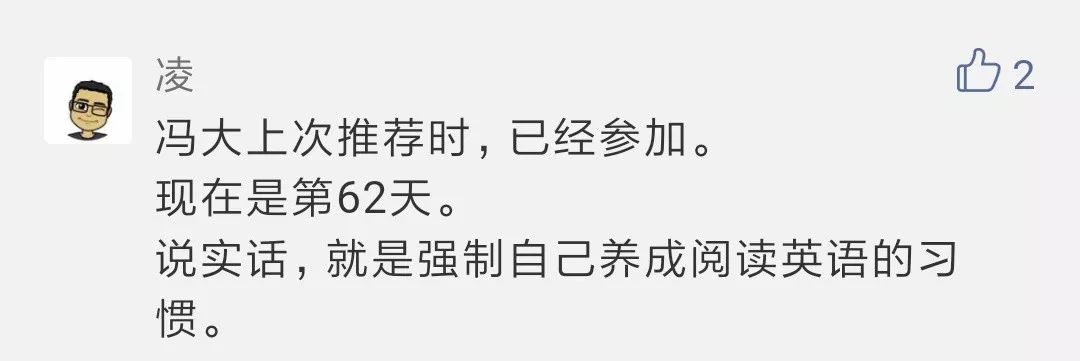 凌
2
冯大上次推荐时，已经参加。
现在是第62天。
说实话，就是强制自己养成阅读英语的习
惯。